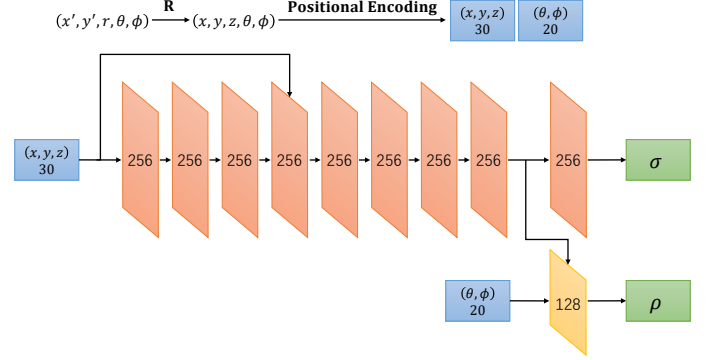 R
(x′, y′, r, θ, ϕ) (x, y, z, θ, ϕ) Positional Encoding
(x, y, z)
30
(θ, ϕ)
20
(x, y, z)
30
256 256 256 256 256 256 256 256 256
σ
(θ, ϕ)
20
128
ρ